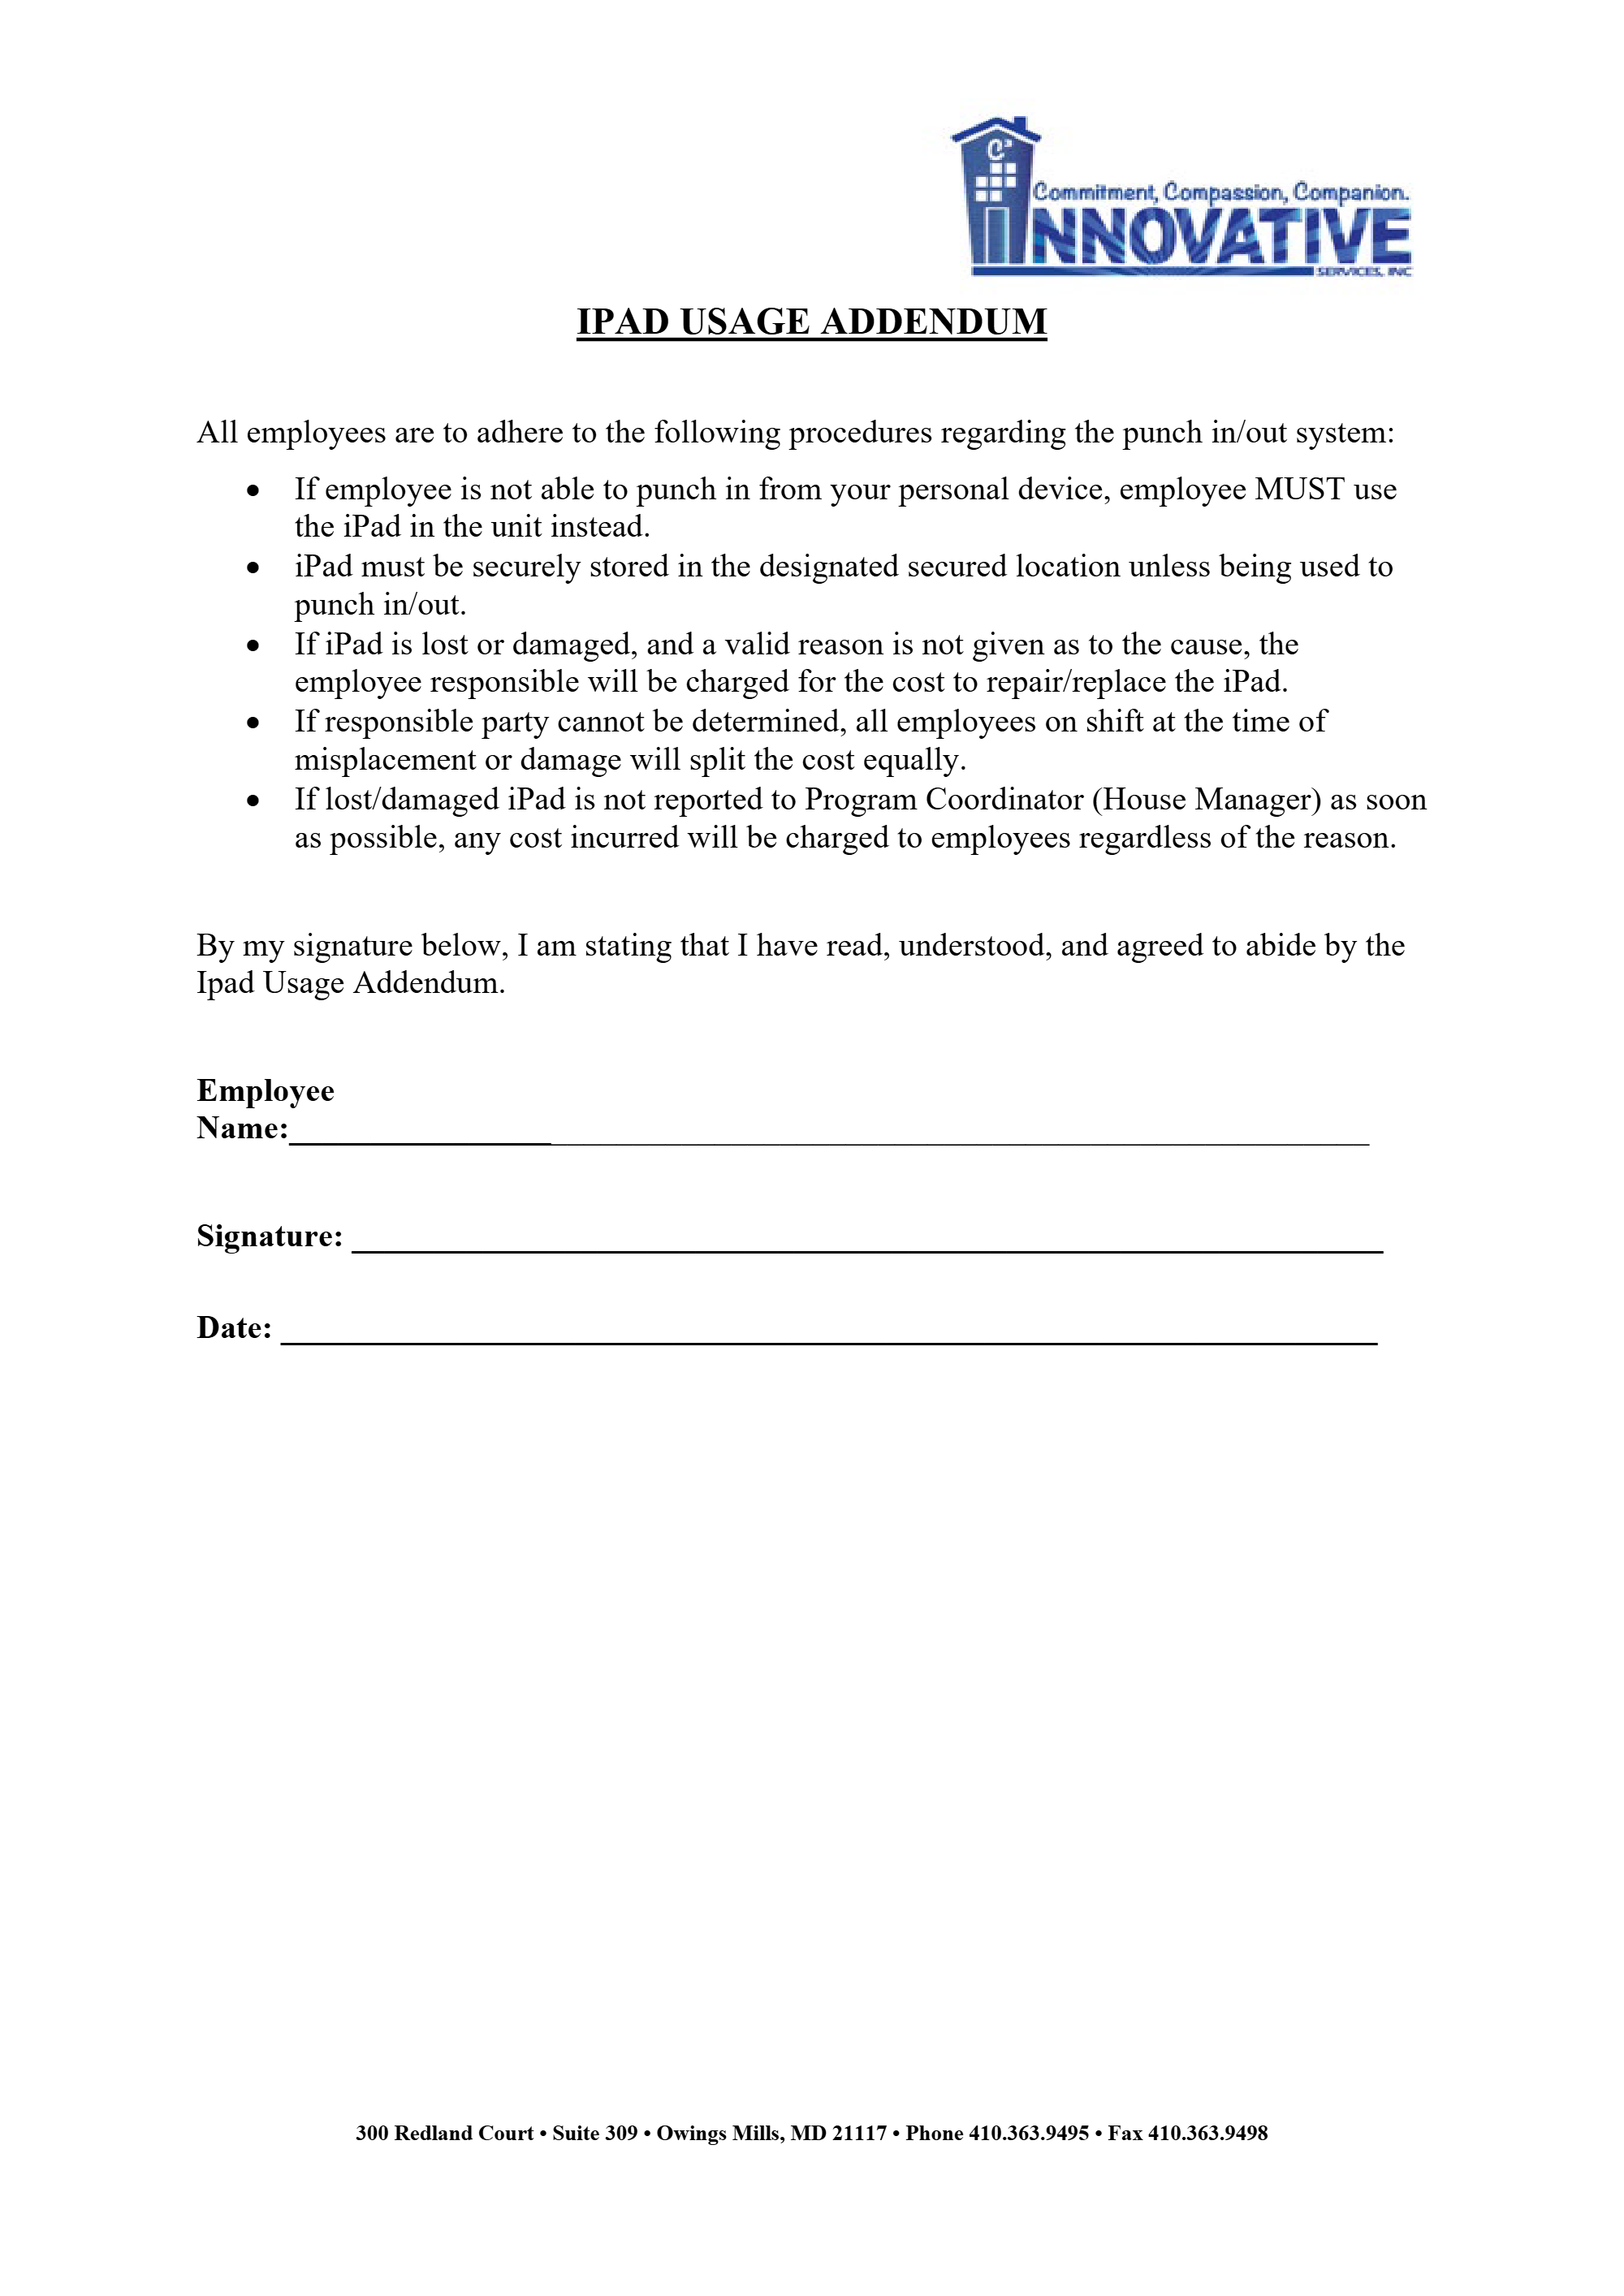 C³
Commitment, Compassion, Companion.
INNOVATIVE
SERVICES, INC
IPAD USAGE ADDENDUM
All employees are to adhere to the following procedures regarding the punch in/out system:
• If employee is not able to punch in from your personal device, employee MUST use
the iPad in the unit instead.
• iPad must be securely stored in the designated secured location unless being used to
punch in/out.
• If iPad is lost or damaged, and a valid reason is not given as to the cause, the
employee responsible will be charged for the cost to repair/replace the iPad.
• If responsible party cannot be determined, all employees on shift at the time of
misplacement or damage will split the cost equally.
• If lost/damaged iPad is not reported to Program Coordinator (House Manager) as soon
as possible, any cost incurred will be charged to employees regardless of the reason.
By my signature below, I am stating that I have read, understood, and agreed to abide by the
Ipad Usage Addendum.
Employee
Name:
Signature:
Date:
300 Redland Court • Suite 309 • Owings Mills, MD 21117 • Phone 410.363.9495 • Fax 410.363.9498